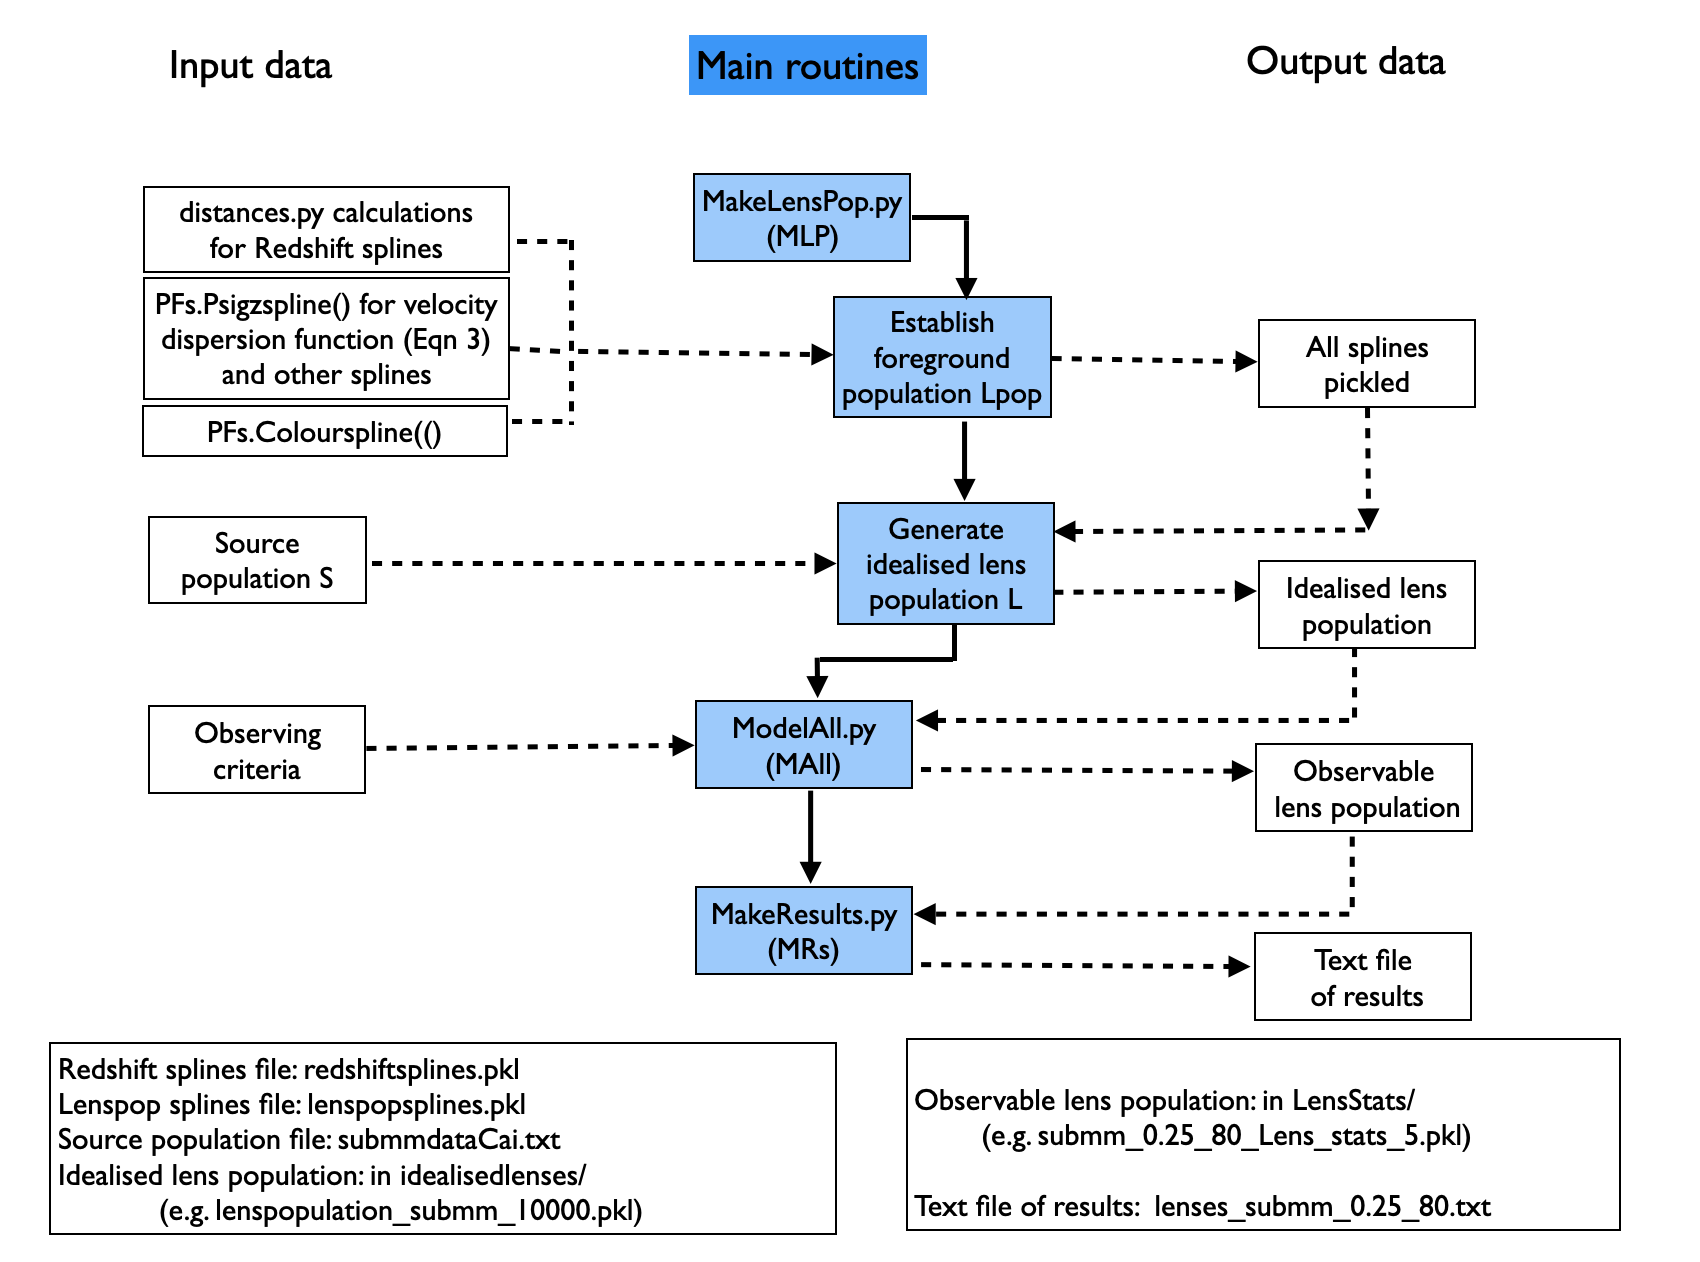 Input data
Main routines
Output data
distances.py calculations
for Redshift splines
PFs.Psigzspline() for velocity
dispersion function (Eqn 3)
and other splines
PFs.Colourspline(()
MakeLensPop.py
(MLP)
Establish
foreground
population Lpop
All splines
pickled
Source
population S
Generate
idealised lens
population L
Idealised lens
population
Observing
criteria
ModelAll.py
(MAll)
Observable
lens population
MakeResults.py
(MRs)
Text file
of results
Redshift splines file: redshiftsplines.pkl
Lenspop splines file: lenspopsplines.pkl
Source population file: submmdataCai.txt
Idealised lens population: in idealisedlenses/
(e.g. lenspopulation_submm_10000.pkl)
Observable lens population: in LensStats/
(e.g. submm_0.25_80_Lens_stats_5.pkl)
Text file of results: lenses_submm_0.25_80.txt